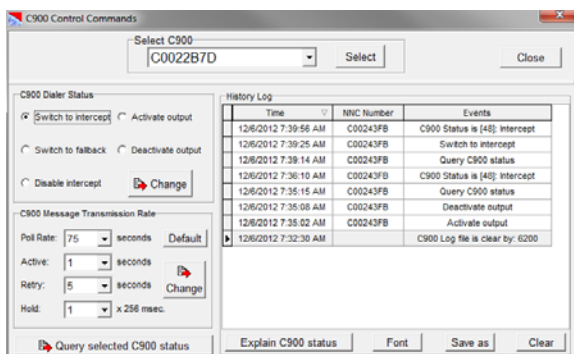 C900 Control Commands
Select C900
C0022B7D
Select
Close
C900 Dialer Status
Switch to intercept
Activate output
Switch to fallback
Deactivate output
Disable intercept
Change
C900 Message Transmission Rate
Poll Rate: 75 seconds Default
Active: 1 seconds
Retry: 5 seconds Change
Hold: 1 x 256 msec.
Query selected C900 status
History Log
Time NNC Number Events
12/6/2012 7:39:56 AM C00243FB C900 Status is [48]: Intercept
12/6/2012 7:39:25 AM C00243FB Switch to intercept
12/6/2012 7:39:14 AM C00243FB Query C900 status
12/6/2012 7:36:10 AM C00243FB C900 Status is [48]: Intercept
12/6/2012 7:35:15 AM C00243FB Query C900 status
12/6/2012 7:35:08 AM C00243FB Deactivate output
12/6/2012 7:35:02 AM C00243FB Activate output
12/6/2012 7:32:30 AM C900 Log file is clear by: 6200
Explain C900 status
Font
Save as
Clear